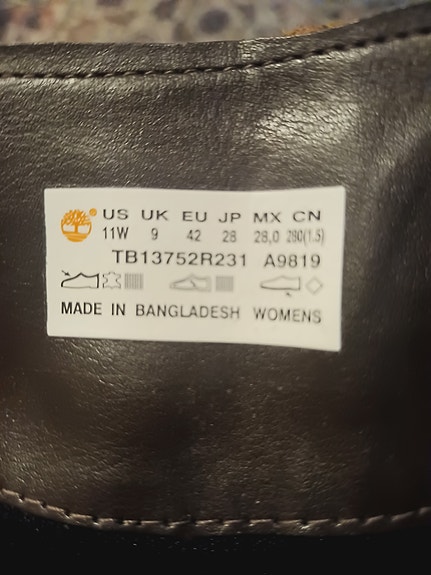 ® US UK EU JP MX CN
11W 9 42 28 28,0 280(1.5)
TB13752R231 A9819
MADE IN BANGLADESH WOMENS